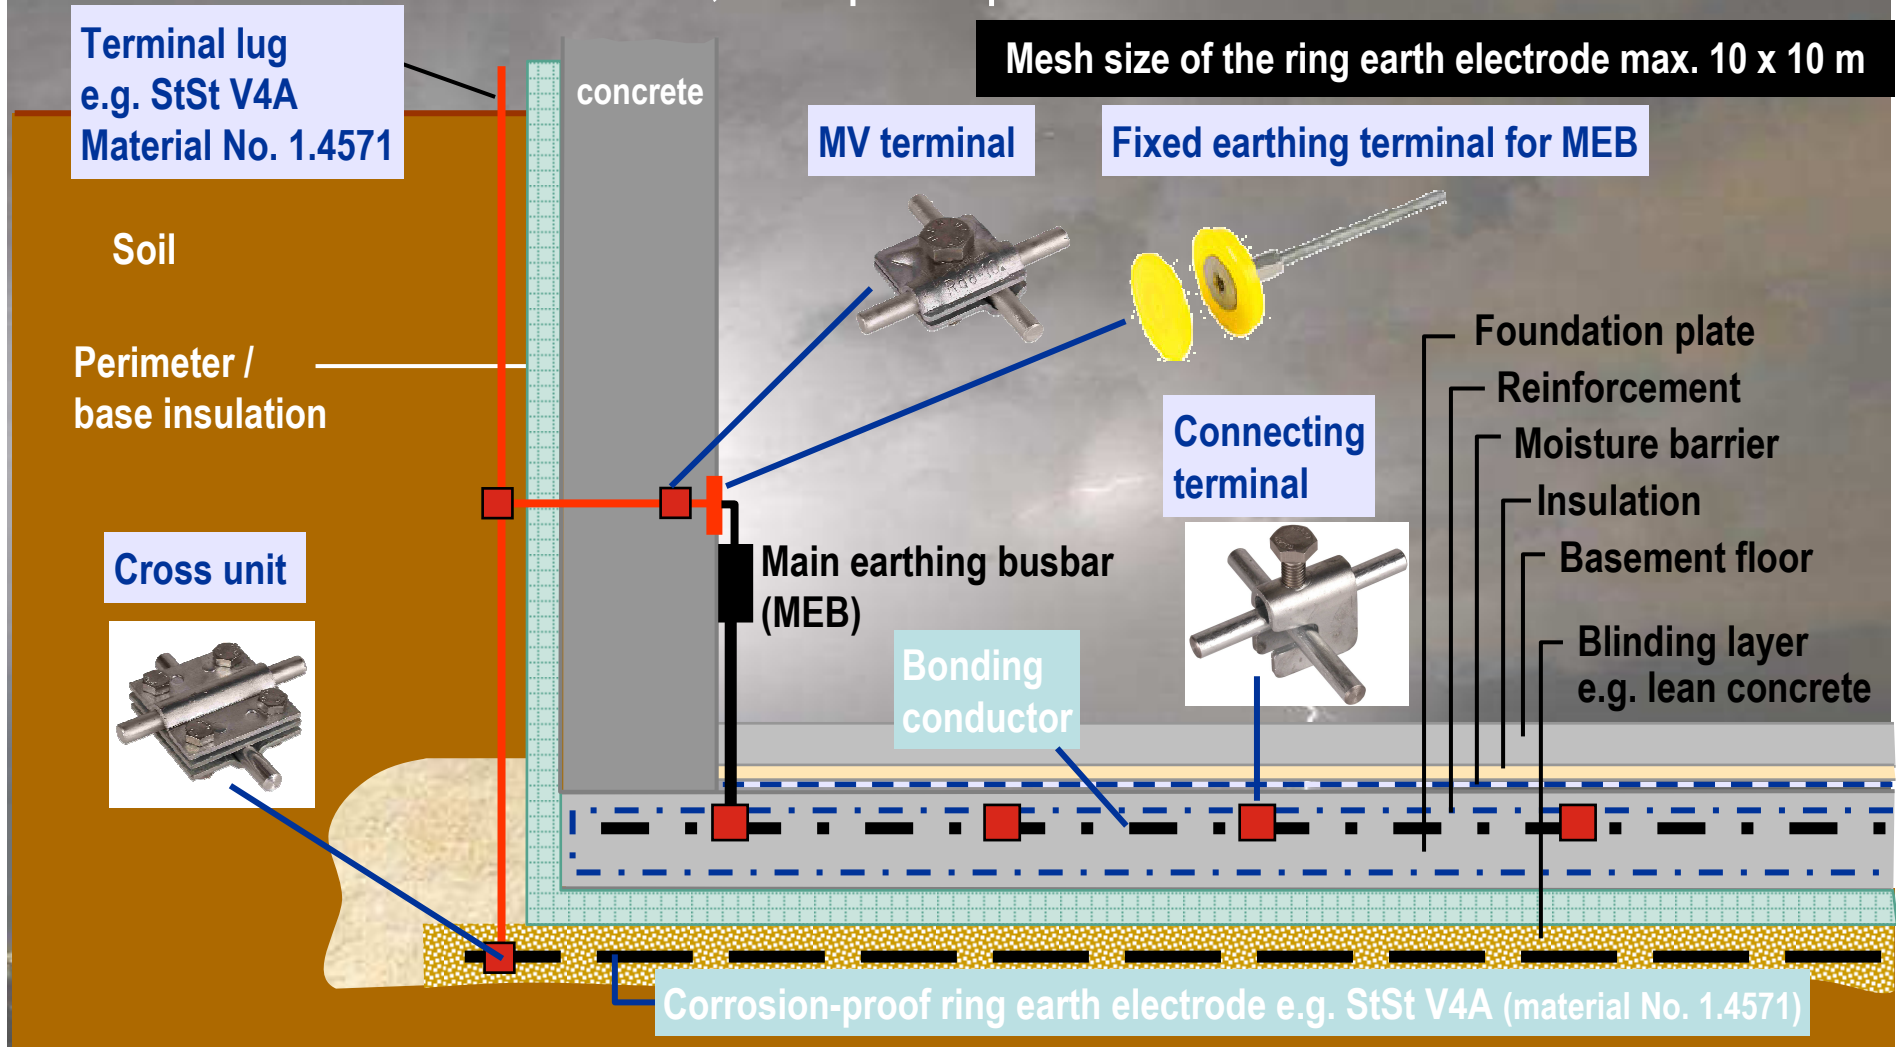 Terminal lug
e.g. StSt V4A
Material No. 1.4571
concrete
Mesh size of the ring earth electrode max. 10 x 10 m
MV terminal
Fixed earthing terminal for MEB
Soil
Perimeter /
base insulation
Foundation plate
Reinforcement
Moisture barrier
Insulation
Basement floor
Blinding layer
e.g. lean concrete
Connecting
terminal
Cross unit
Main earthing busbar
(MEB)
Bonding
conductor
Corrosion-proof ring earth electrode e.g. StSt V4A (material No. 1.4571)